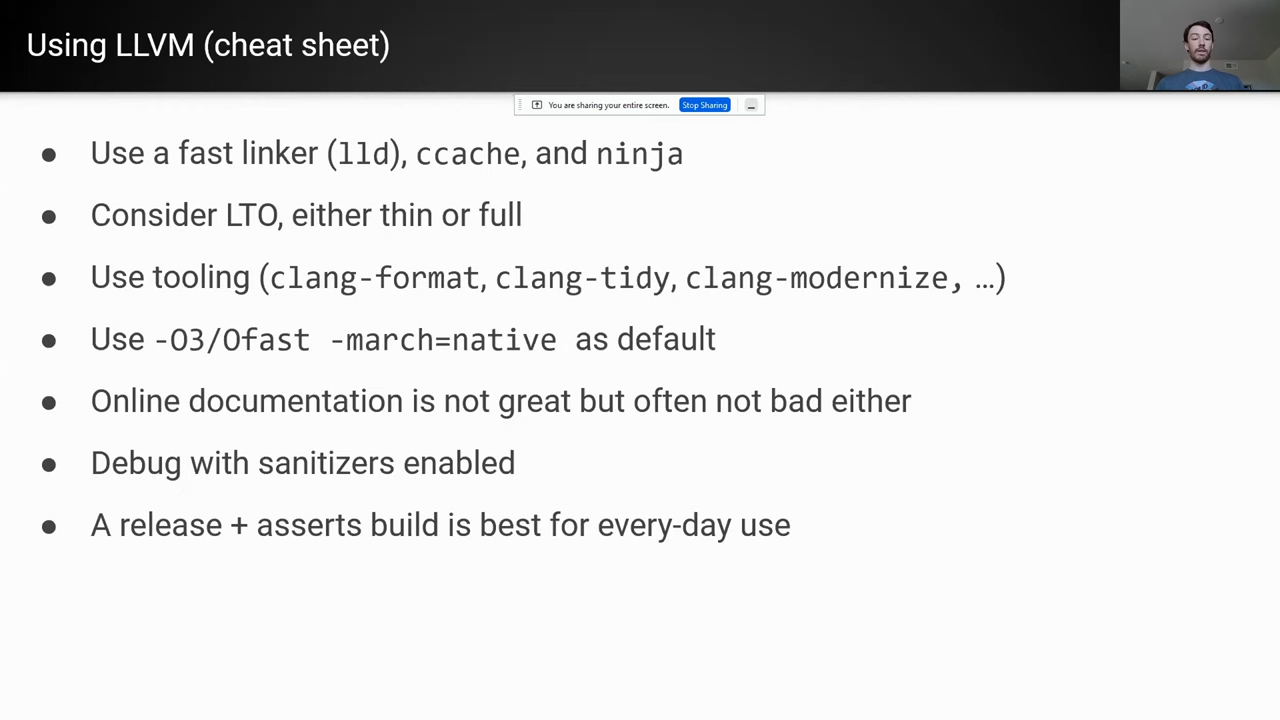 Using LLVM (cheat sheet)
You are sharing your entire screen. Stop Sharing
● Use a fast linker (lld), ccache, and ninja
● Consider LTO, either thin or full
● Use tooling (clang-format, clang-tidy, clang-modernize, …)
● Use -O3/Ofast -march=native as default
● Online documentation is not great but often not bad either
● Debug with sanitizers enabled
● A release + asserts build is best for every-day use